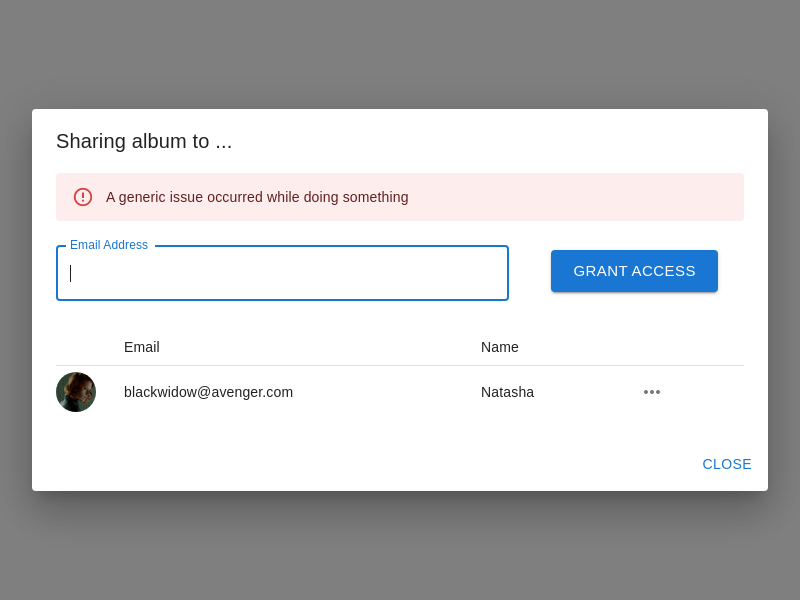 Sharing album to ...
A generic issue occurred while doing something
Email Address
GRANT ACCESS
Email Name
blackwidow@avenger.com Natasha
CLOSE